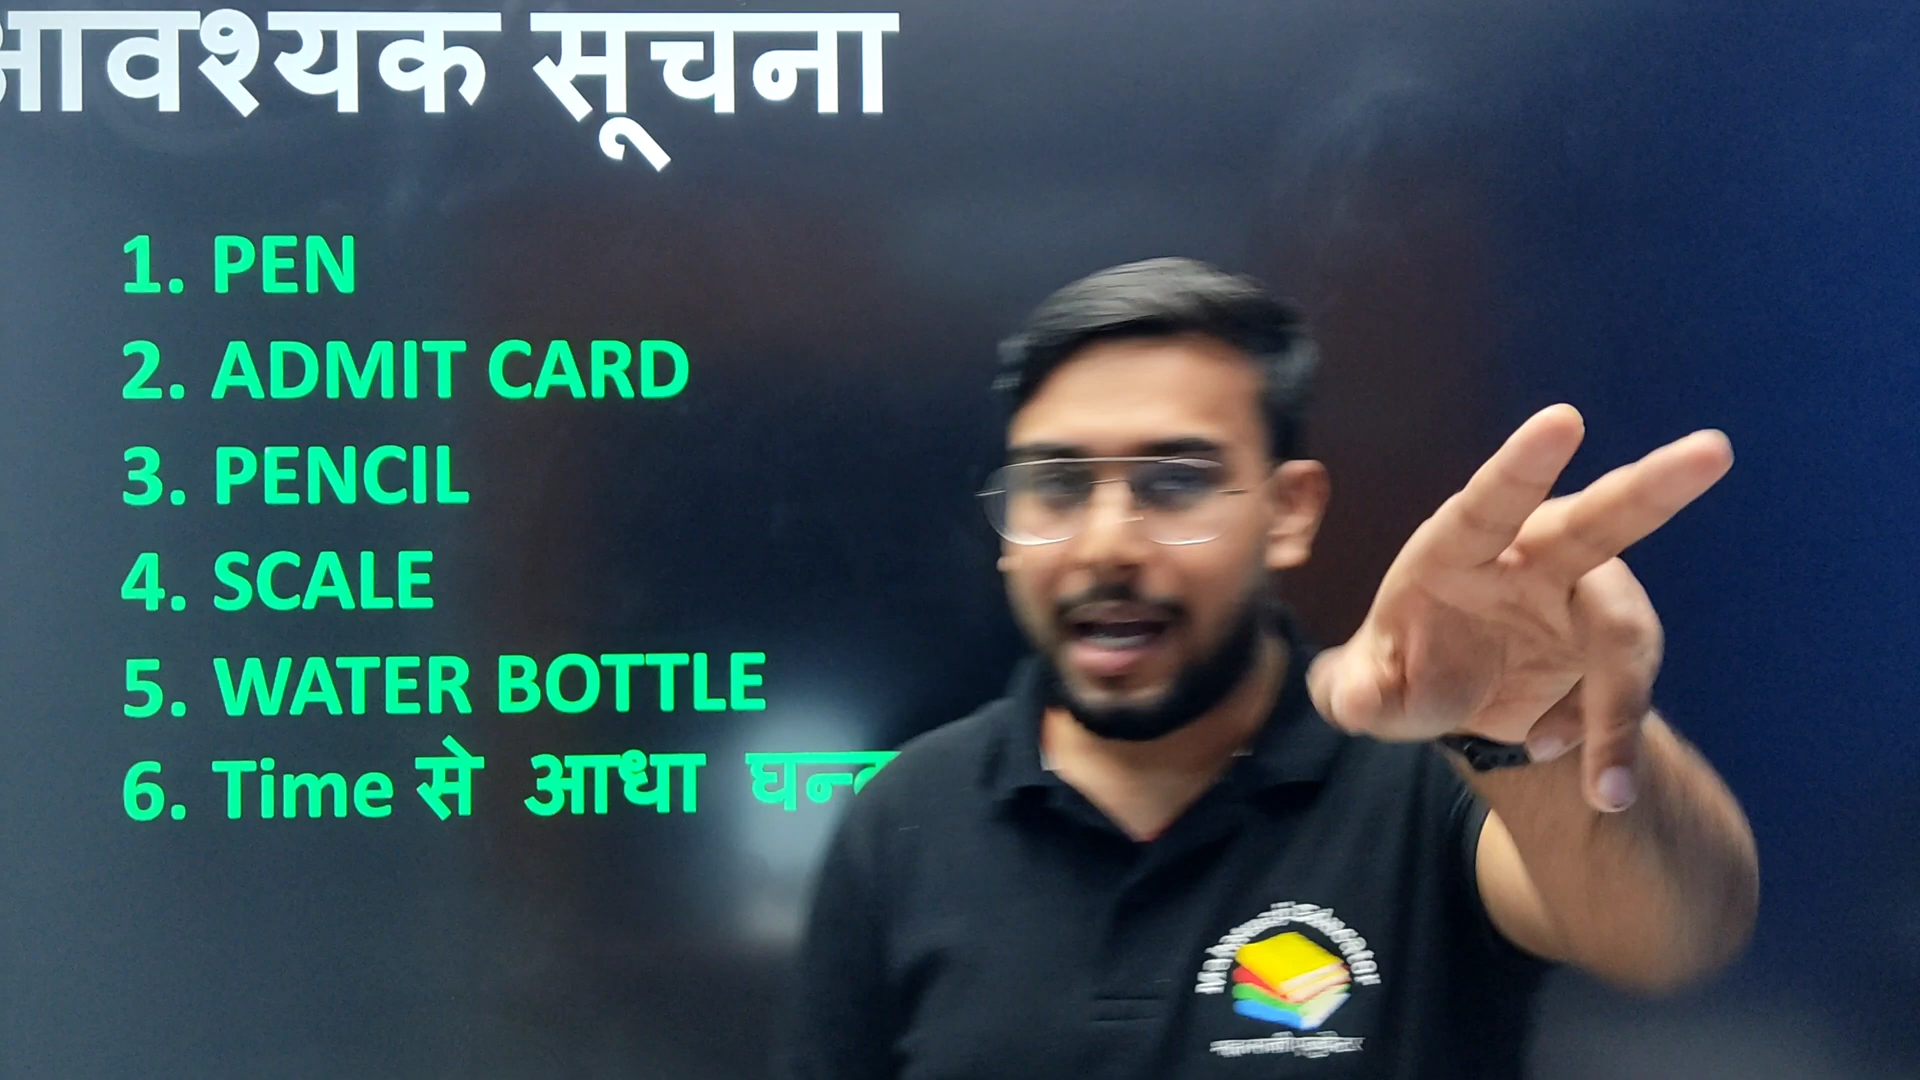 आवश्यक सूचना
1. PEN
2. ADMIT CARD
3. PENCIL
4. SCALE
5. WATER BOTTLE
6. Time से आधा